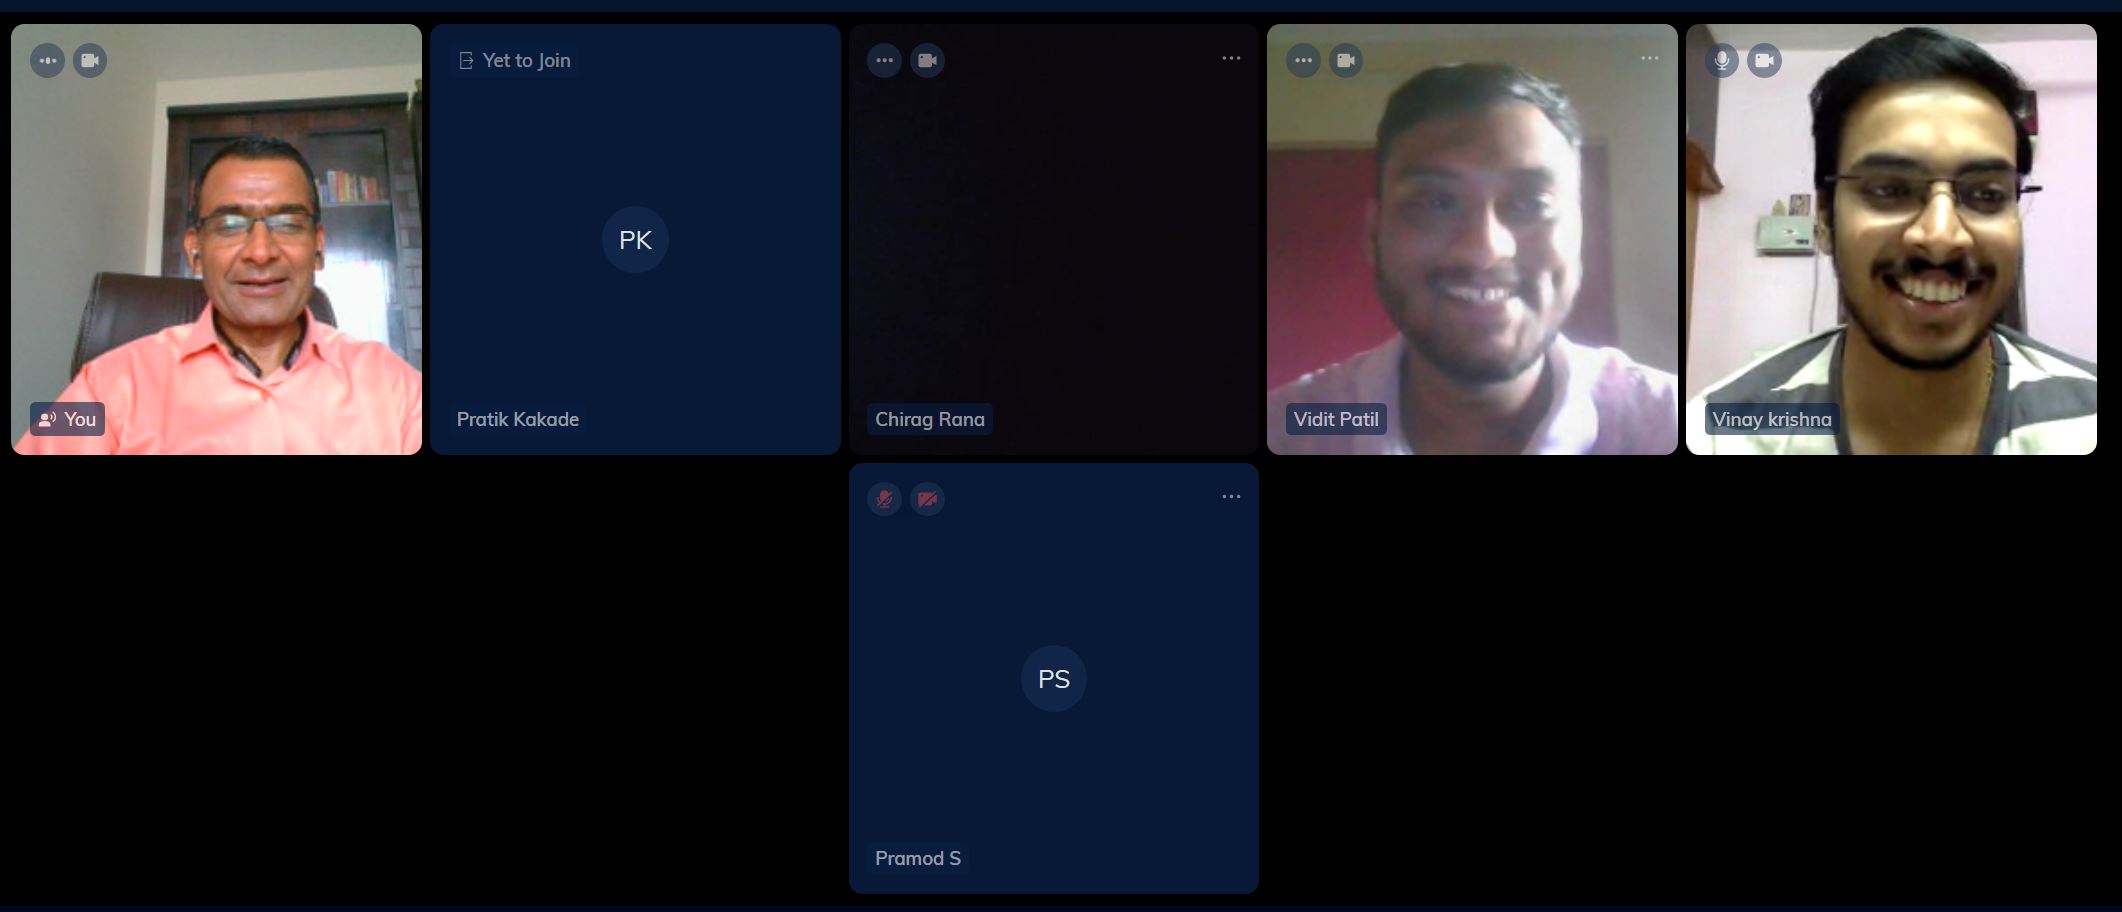 Yet to Join
PK
You
Pratik Kakade
Chirag Rana
Vidit Patil
Vinay krishna
PS
Pramod S